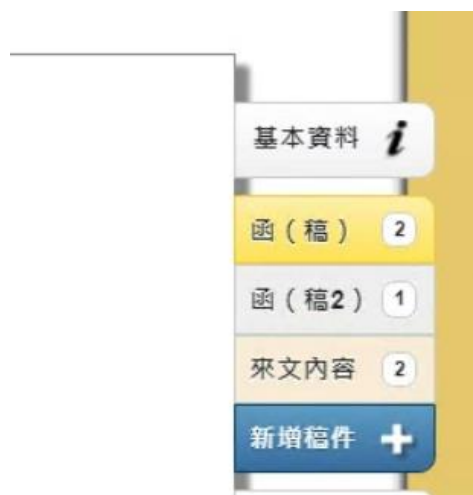 基本資料 i
函（稿） 2
函（稿2） 1
來文內容 2
新增稿件